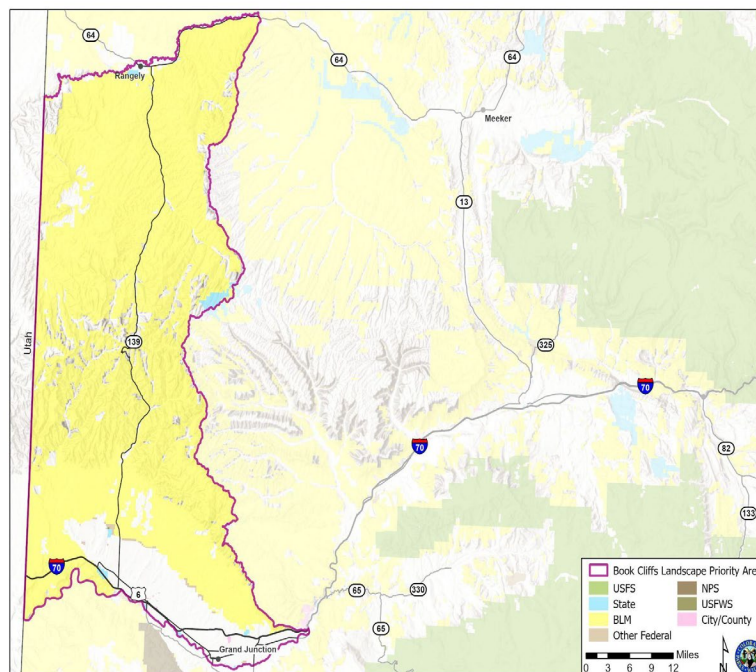 64
64
64
Rangely
Meeker
13
Utah
139
325
70
70
82
133
70
6
65
330
65
Grand Junction
Book Cliffs Landscape Priority Area
USFS
State
BLM
Other Federal
NPS
USFWS
City/County
Miles
0 3 6 9 12
N